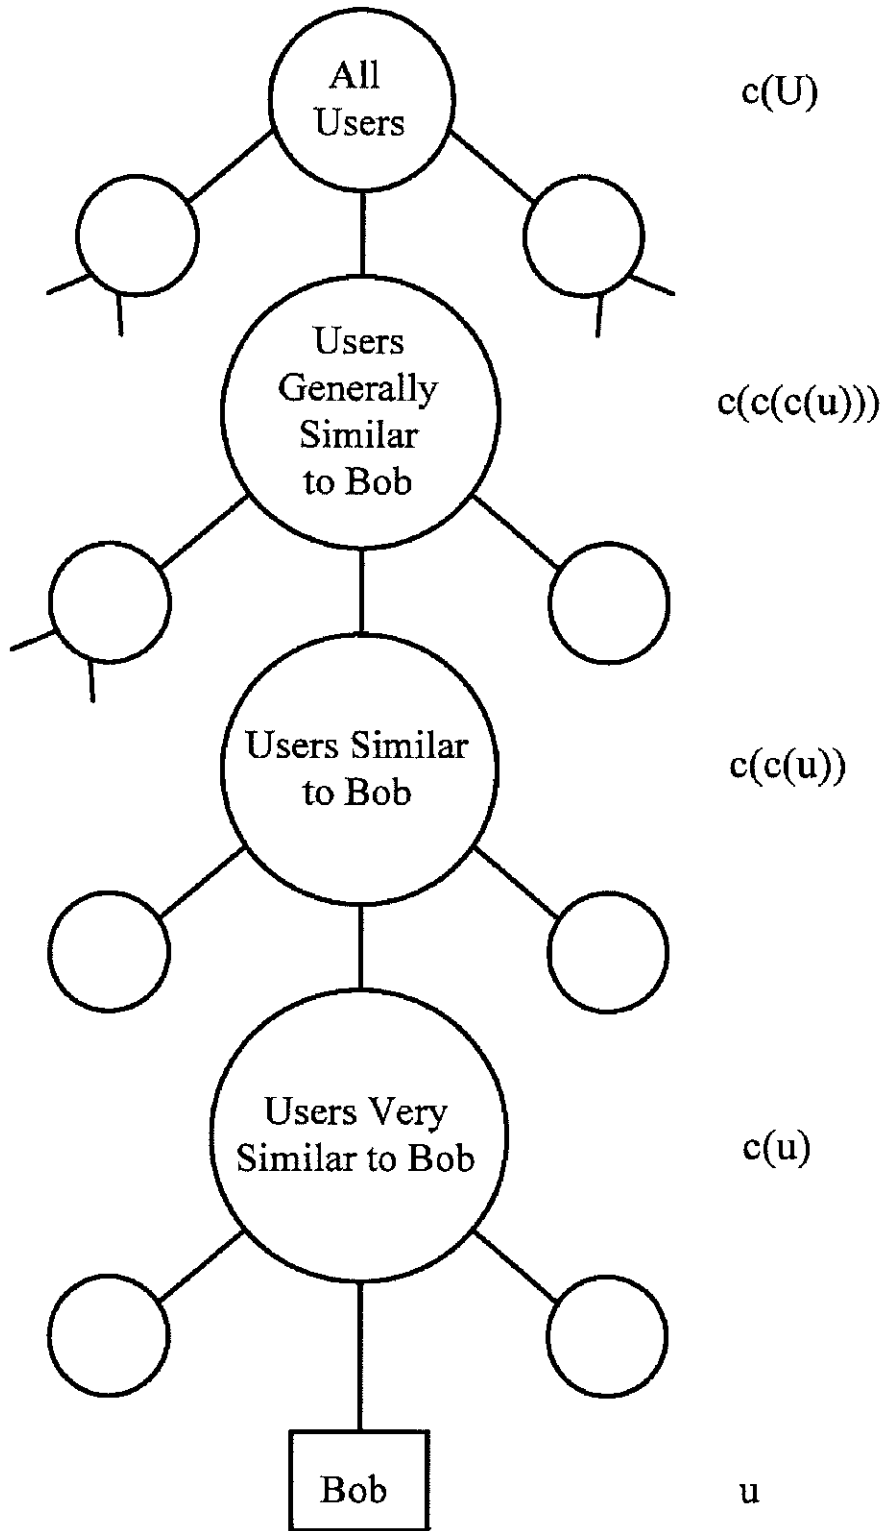 All
Users
c(U)
Users
Generally
Similar
to Bob
c(c(c(u)))
Users Similar
to Bob
c(c(u))
Users Very
Similar to Bob
c(u)
Bob
u